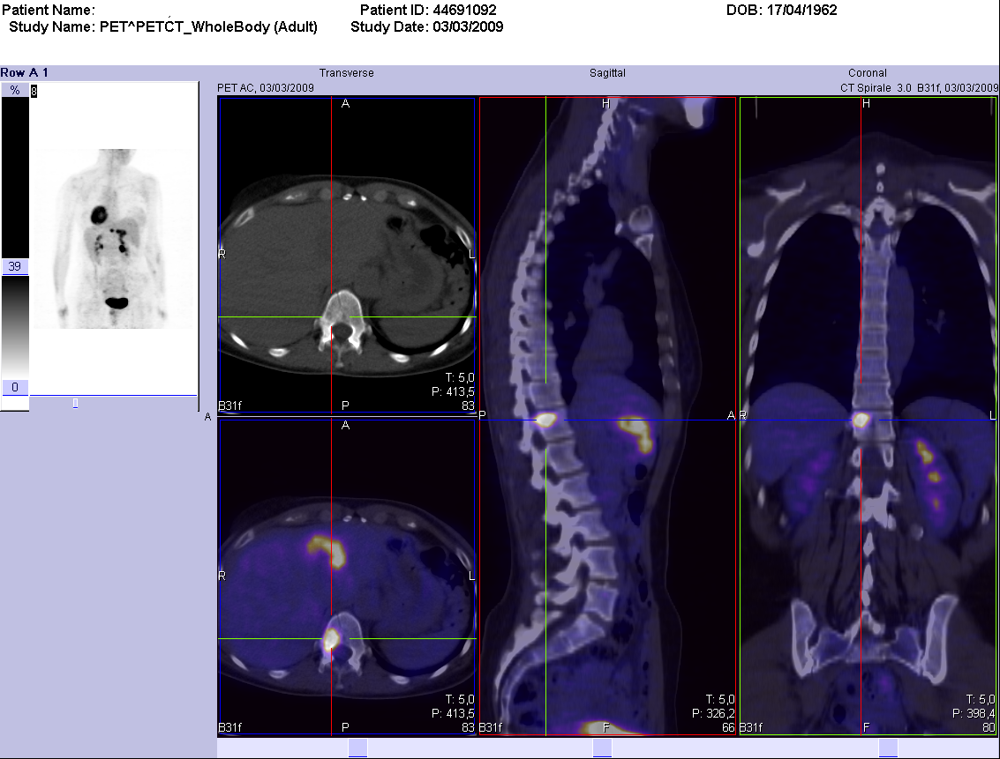 Patient Name: Patient ID: 44691092 DOB: 17/04/1962
Study Name: PET^PETCT_WholeBody (Adult) Study Date: 03/03/2009
Row A 1 Transverse Sagittal Coronal
PET AC, 03/03/2009 CT Spirale 3.0 B31f, 03/03/2009
% 8
A H H
R L
39
T: 5,0
P: 413,5
0
B31f P 83
A P A R L
A
R L
T: 5,0 T: 5,0 T: 5,0
P: 413,5 P: 326,2 P: 398,4
B31f P 83 B31f F 66 B31f F 80